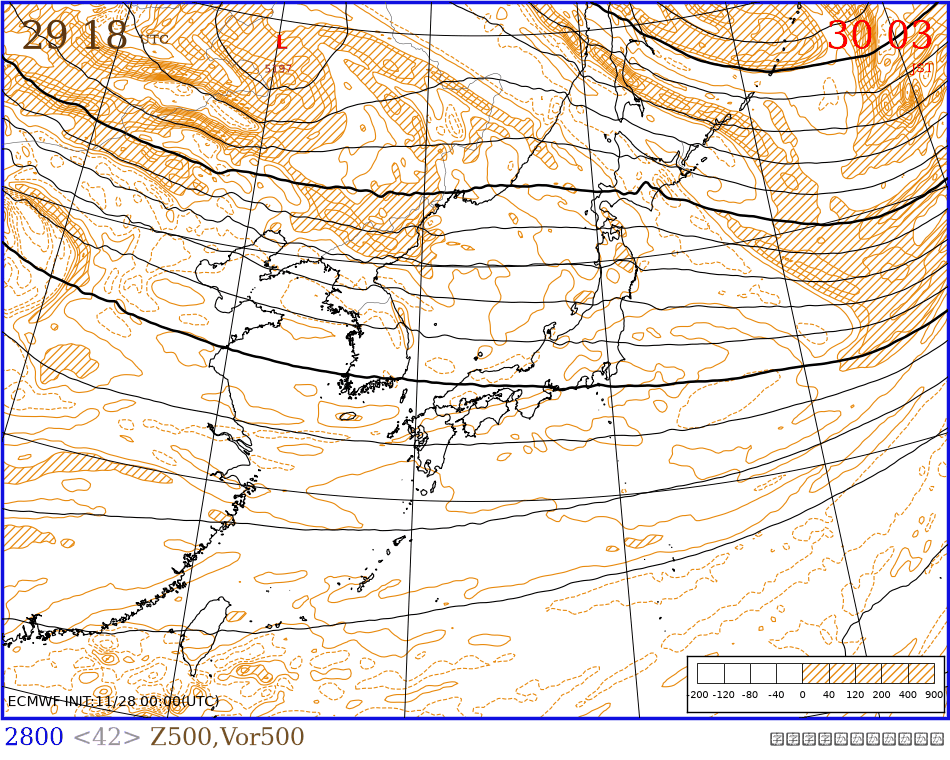 29 18 UTC 30 03 JST
L
5197
-200 -120 -80 -40 0 40 120 200 400 900
ECMWF INIT:11/28 00:00(UTC)
2800 <42> Z500,Vor500